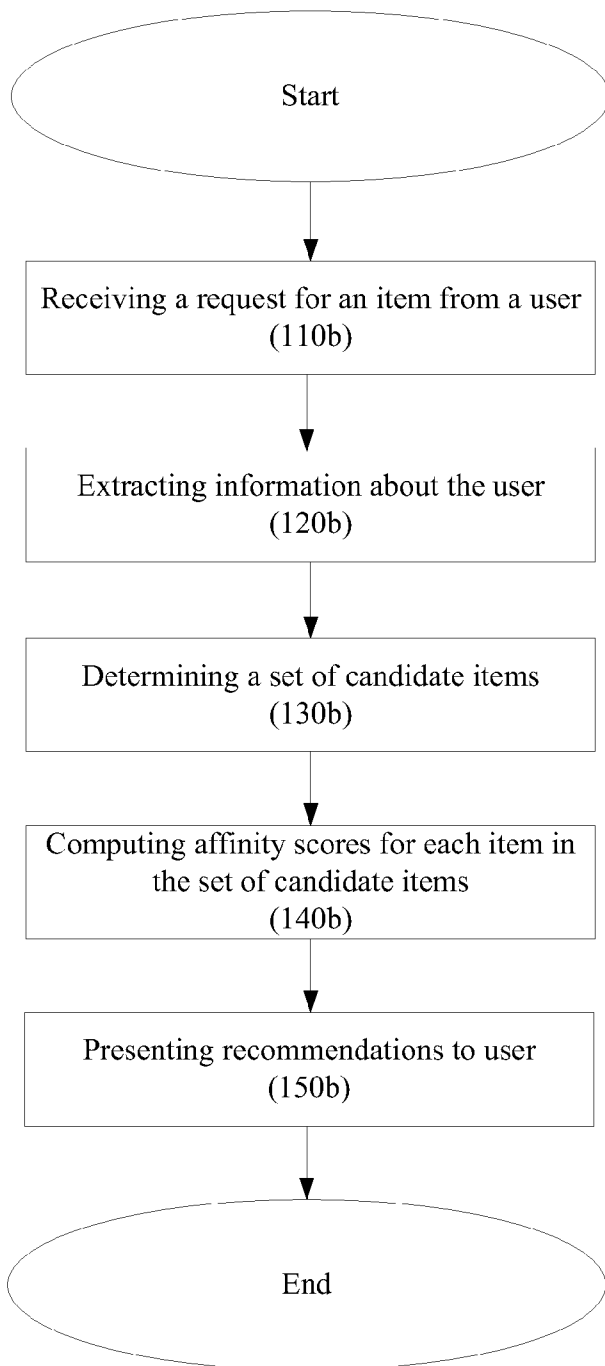 Start
Receiving a request for an item from a user
(110b)
Extracting information about the user
(120b)
Determining a set of candidate items
(130b)
Computing affinity scores for each item in
the set of candidate items
(140b)
Presenting recommendations to user
(150b)
End